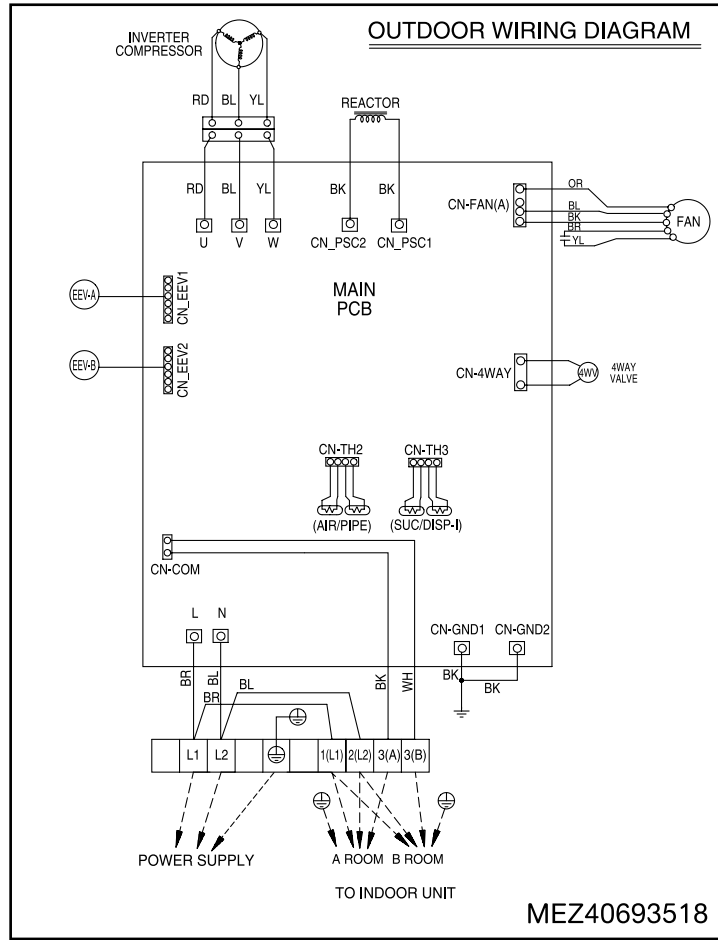 OUTDOOR WIRING DIAGRAM
INVERTER
COMPRESSOR
RD BL YL
REACTOR
RD BL YL
BK BK
U V W
CN_PSC2 CN_PSC1
CN-FAN(A)
OR
BL
BK
BR
YL
FAN
EEV-A
CN_EEV1
MAIN
PCB
EEV-B
CN_EEV2
CN-4WAY
4WV
4WAY
VALVE
CN-TH2
CN-TH3
(AIR/PIPE)
(SUC/DISP-I)
CN-COM
L N
CN-GND1 CN-GND2
BR BL BR BL BK WH
BK
BK
L1 L2 1(L1) 2(L2) 3(A) 3(B)
POWER SUPPLY
A ROOM B ROOM
TO INDOOR UNIT
MEZ40693518